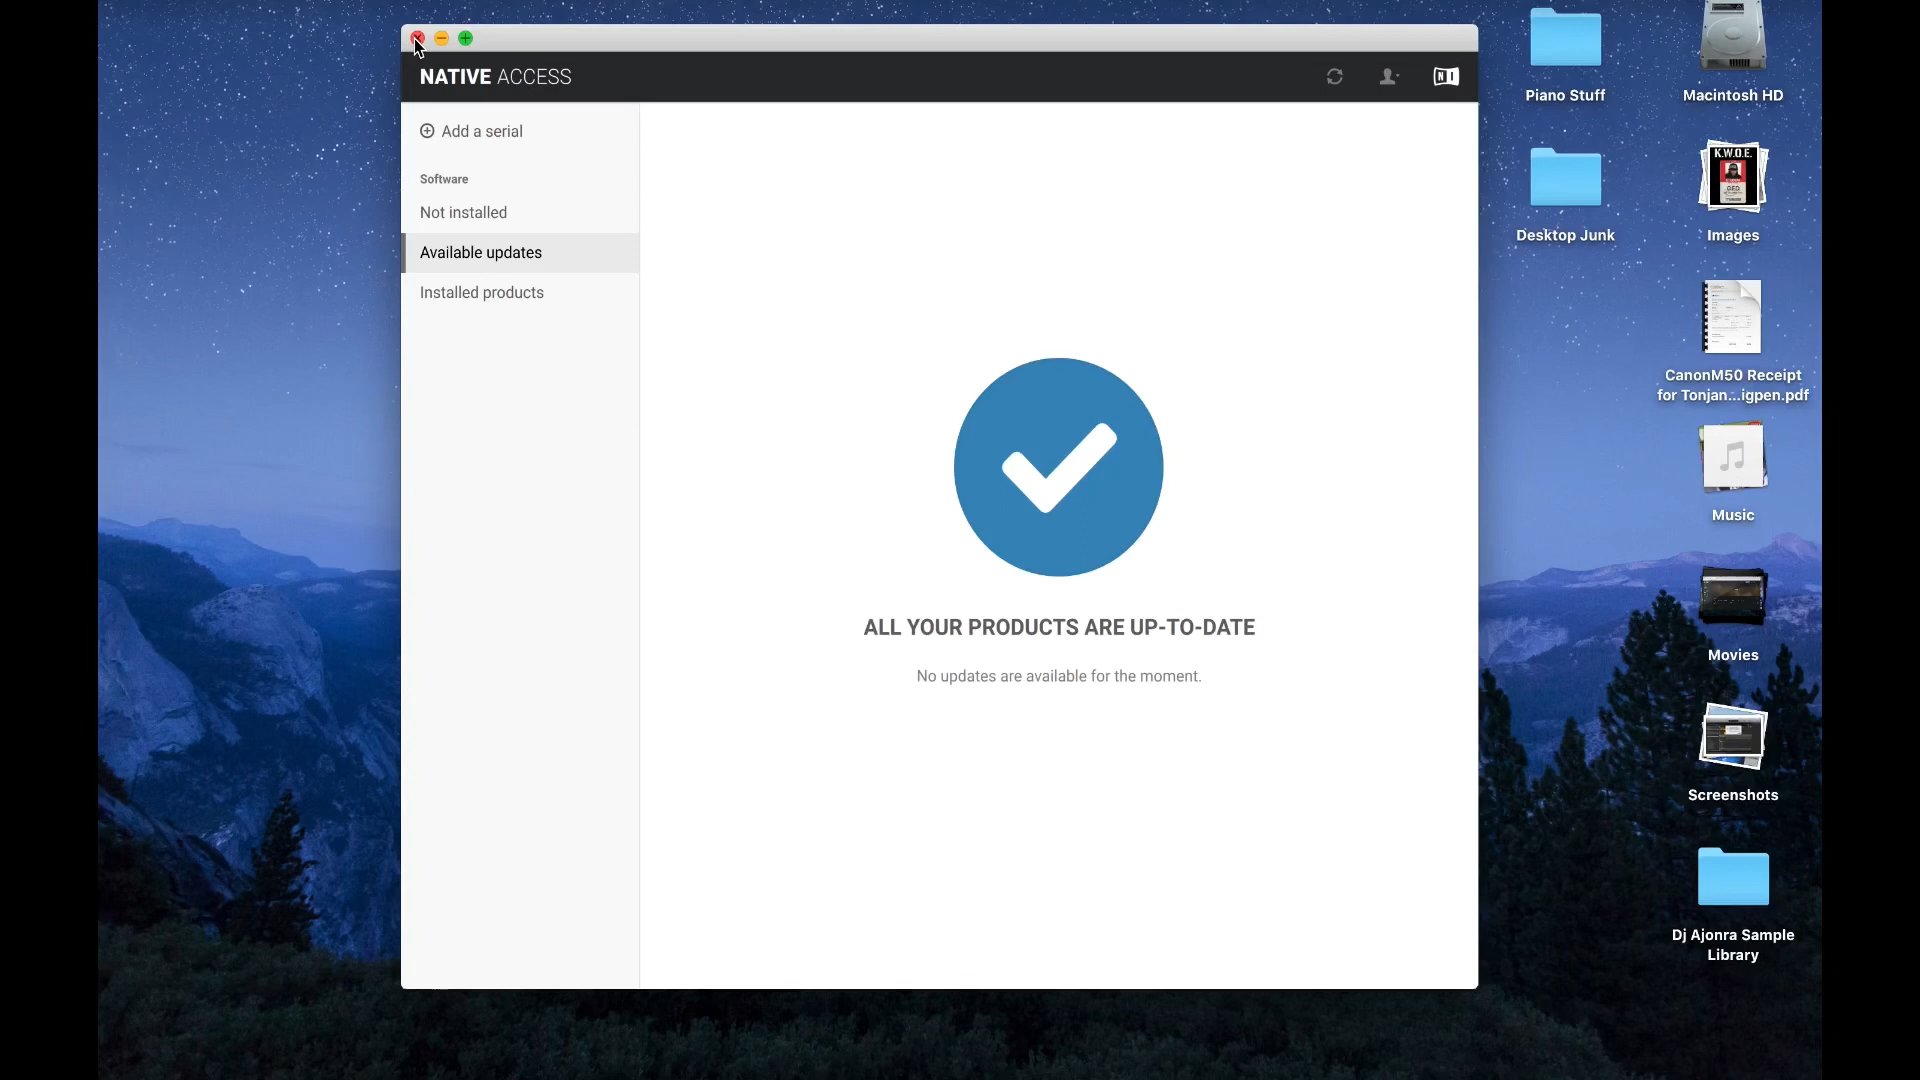 NATIVE ACCESS
NI
Add a serial
Software
Not installed
Available updates
Installed products
ALL YOUR PRODUCTS ARE UP-TO-DATE
No updates are available for the moment.
Piano Stuff
Macintosh HD
K.W.O.E.
Desktop Junk
Images
CanonM50 Receipt
for Tonjan...igpen.pdf
Music
Movies
Screenshots
Dj Ajonra Sample
Library